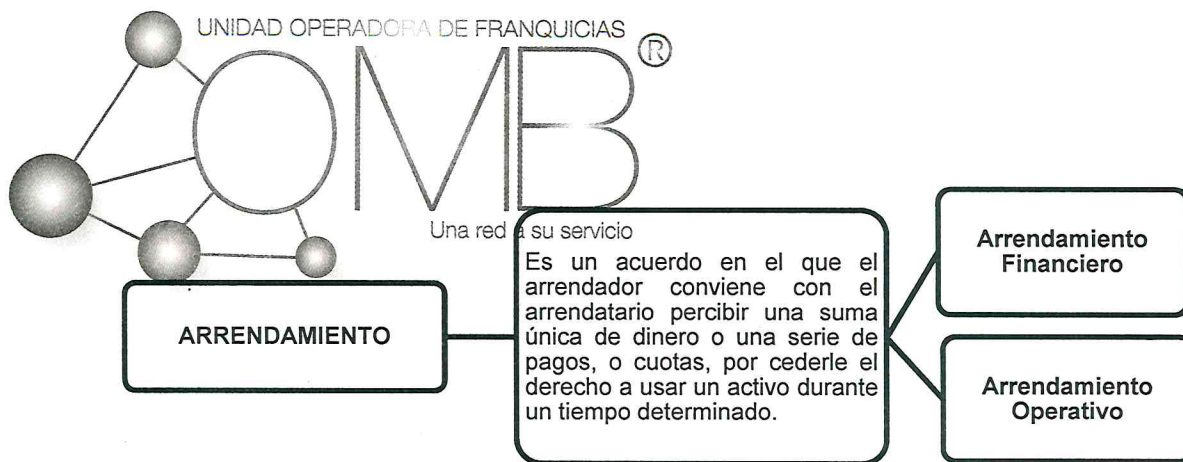 UNIDAD OPERADORA DE FRANQUICIAS
OMB®
Una red a su servicio
ARRENDAMIENTO
Es un acuerdo en el que el
arrendador conviene con el
arrendatario percibir una suma
única de dinero o una serie de
pagos, o cuotas, por cederle el
derecho a usar un activo durante
un tiempo determinado.
Arrendamiento
Financiero
Arrendamiento
Operativo